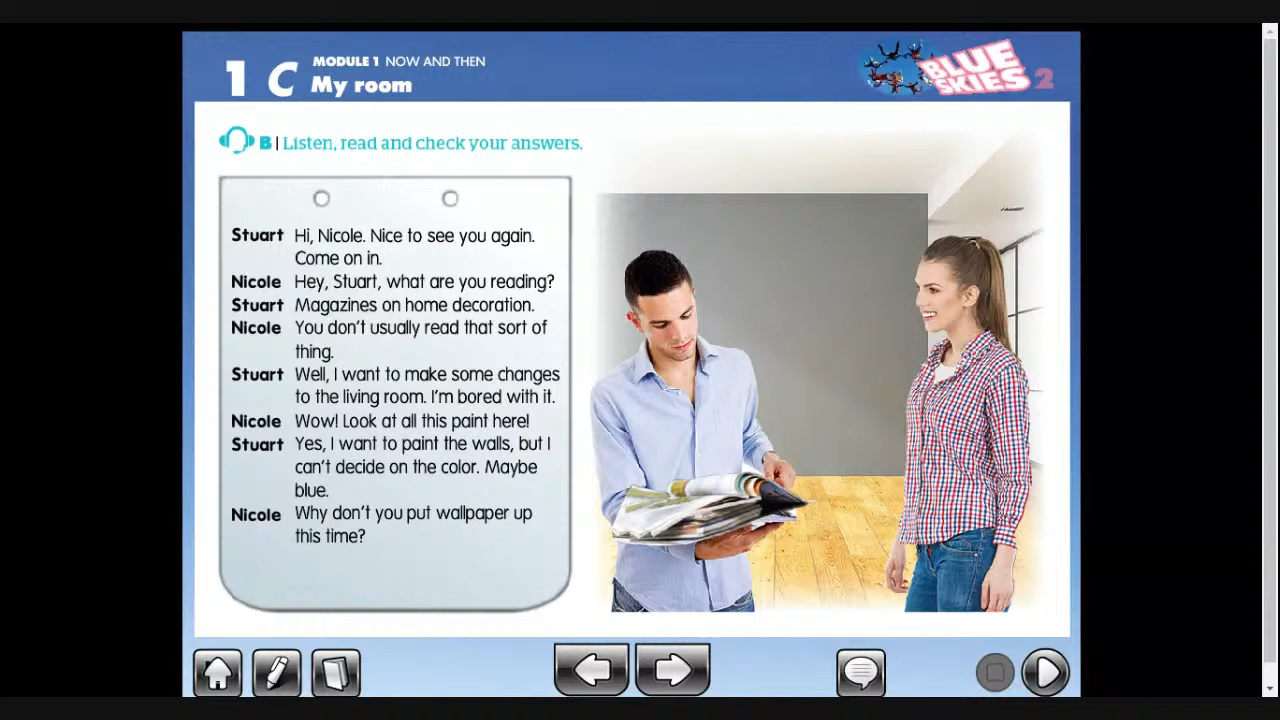 1 C
MODULE 1 NOW AND THEN
My room
BLUE
SKIES 2
B | Listen, read and check your answers.
Stuart Hi, Nicole. Nice to see you again.
Come on in.
Nicole Hey, Stuart, what are you reading?
Stuart Magazines on home decoration.
Nicole You don't usually read that sort of
thing.
Stuart Well, I want to make some changes
to the living room. I'm bored with it.
Nicole Wow! Look at all this paint here!
Stuart Yes, I want to paint the walls, but I
can't decide on the color. Maybe
blue.
Nicole Why don't you put wallpaper up
this time?